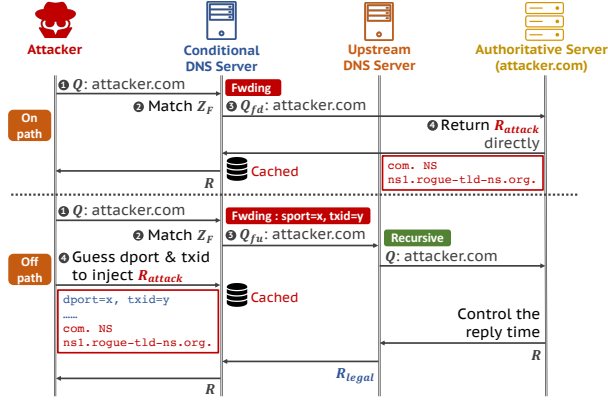 Attacker
Conditional
DNS Server
Upstream
DNS Server
Authoritative Server
(attacker.com)
❶ Q: attacker.com
Fwding
❷ Match Z_F
❸ Q_fd: attacker.com
On
path
❹ Return R_attack
directly
Cached
com. NS
ns1.rogue-tld-ns.org.
R
❶ Q: attacker.com
Fwding : sport=x, txid=y
❷ Match Z_F
❸ Q_fu: attacker.com
Recursive
Off
path
❹ Guess dport & txid
to inject R_attack
Q: attacker.com
Cached
dport=x, txid=y
……
com. NS
ns1.rogue-tld-ns.org.
Control the
reply time
R
R_legal
R